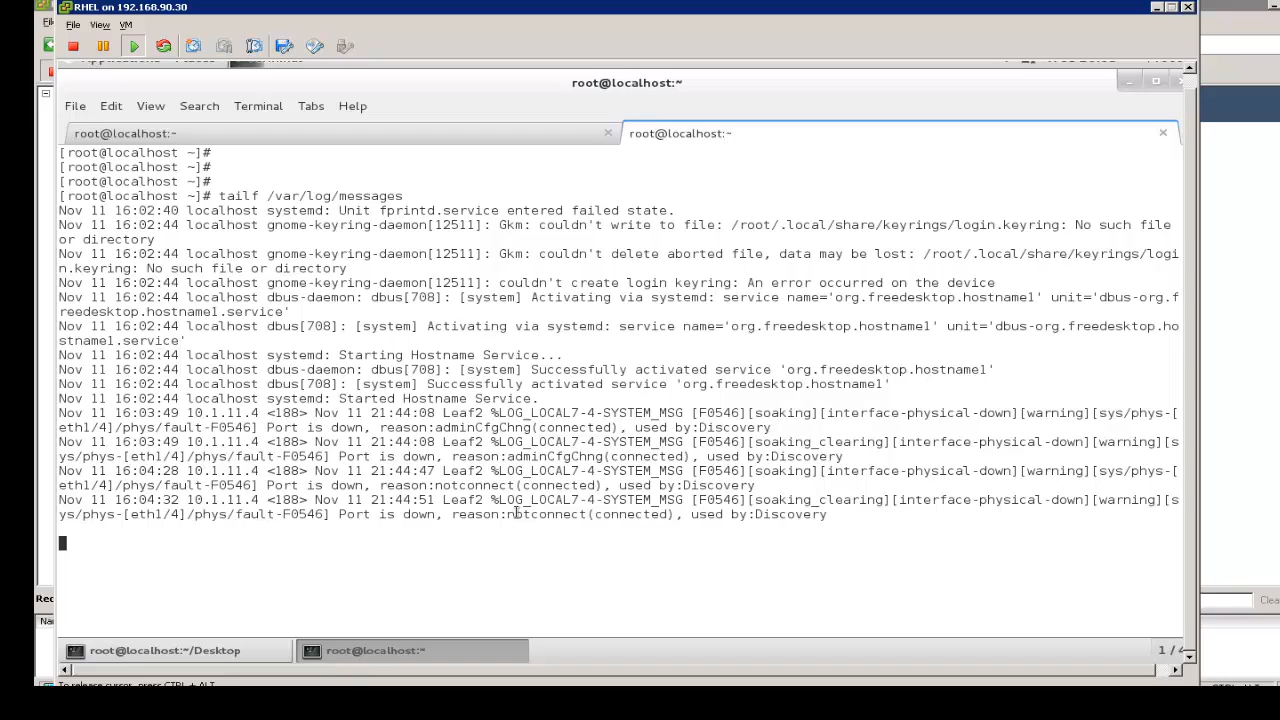 RHEL on 192.168.90.30
File View VM
root@localhost:~
File Edit View Search Terminal Tabs Help
root@localhost:~ root@localhost:~
[root@localhost ~]#
[root@localhost ~]#
[root@localhost ~]#
[root@localhost ~]# tailf /var/log/messages
Nov 11 16:02:40 localhost systemd: Unit fprintd.service entered failed state.
Nov 11 16:02:44 localhost gnome-keyring-daemon[12511]: Gkm: couldn't write to file: /root/.local/share/keyrings/login.keyring: No such file
or directory
Nov 11 16:02:44 localhost gnome-keyring-daemon[12511]: Gkm: couldn't delete aborted file, data may be lost: /root/.local/share/keyrings/logi
n.keyring: No such file or directory
Nov 11 16:02:44 localhost gnome-keyring-daemon[12511]: couldn't create login keyring: An error occurred on the device
Nov 11 16:02:44 localhost dbus-daemon: dbus[708]: [system] Activating via systemd: service name='org.freedesktop.hostname1' unit='dbus-org.f
reedesktop.hostname1.service'
Nov 11 16:02:44 localhost dbus[708]: [system] Activating via systemd: service name='org.freedesktop.hostname1' unit='dbus-org.freedesktop.ho
stname1.service'
Nov 11 16:02:44 localhost systemd: Starting Hostname Service...
Nov 11 16:02:44 localhost dbus-daemon: dbus[708]: [system] Successfully activated service 'org.freedesktop.hostname1'
Nov 11 16:02:44 localhost dbus[708]: [system] Successfully activated service 'org.freedesktop.hostname1'
Nov 11 16:02:44 localhost systemd: Started Hostname Service.
Nov 11 16:03:49 10.1.11.4 <188> Nov 11 21:44:08 Leaf2 %LOG_LOCAL7-4-SYSTEM_MSG [F0546][soaking][interface-physical-down][warning][sys/phys-[
eth1/4]/phys/fault-F0546] Port is down, reason:adminCfgChng(connected), used by:Discovery
Nov 11 16:03:49 10.1.11.4 <188> Nov 11 21:44:08 Leaf2 %LOG_LOCAL7-4-SYSTEM_MSG [F0546][soaking_clearing][interface-physical-down][warning][s
ys/phys-[eth1/4]/phys/fault-F0546] Port is down, reason:adminCfgChng(connected), used by:Discovery
Nov 11 16:04:28 10.1.11.4 <188> Nov 11 21:44:47 Leaf2 %LOG_LOCAL7-4-SYSTEM_MSG [F0546][soaking][interface-physical-down][warning][sys/phys-[
eth1/4]/phys/fault-F0546] Port is down, reason:notconnect(connected), used by:Discovery
Nov 11 16:04:32 10.1.11.4 <188> Nov 11 21:44:51 Leaf2 %LOG_LOCAL7-4-SYSTEM_MSG [F0546][soaking_clearing][interface-physical-down][warning][s
ys/phys-[eth1/4]/phys/fault-F0546] Port is down, reason:notconnect(connected), used by:Discovery
Rec
root@localhost:~/Desktop root@localhost:~ 1 / 4
To release cursor, press CTRL + ALT